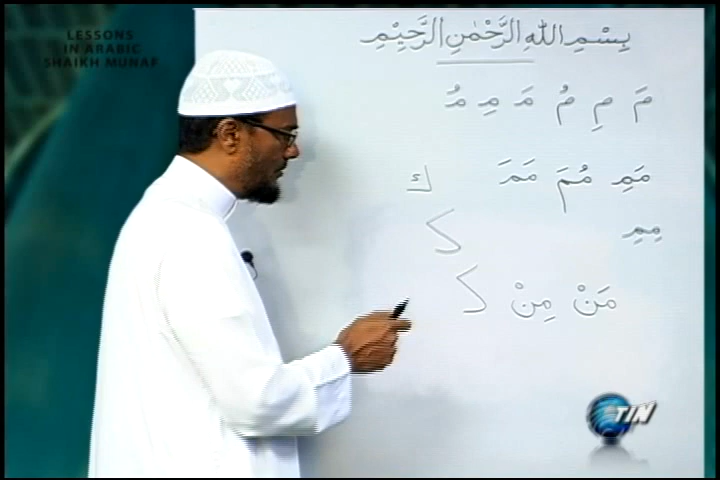 LESSONS
IN ARABIC
SHAIKH MUNAF
بِسْمِ اللهِ الرَّحْمٰنِ الرَّحِيْمِ
مَ مِ مُ مَ مِ مُ
مَمِ مُمَ مَمَ ك
مِمِ ک
مَنْ مِنْ ک
TIN